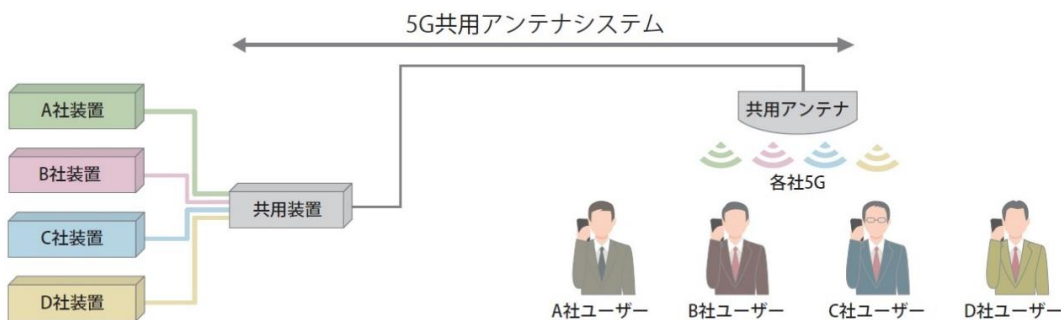 5G共用アンテナシステム
A社装置
B社装置
C社装置
D社装置
共用装置
共用アンテナ
各社5G
A社ユーザー
B社ユーザー
C社ユーザー
D社ユーザー